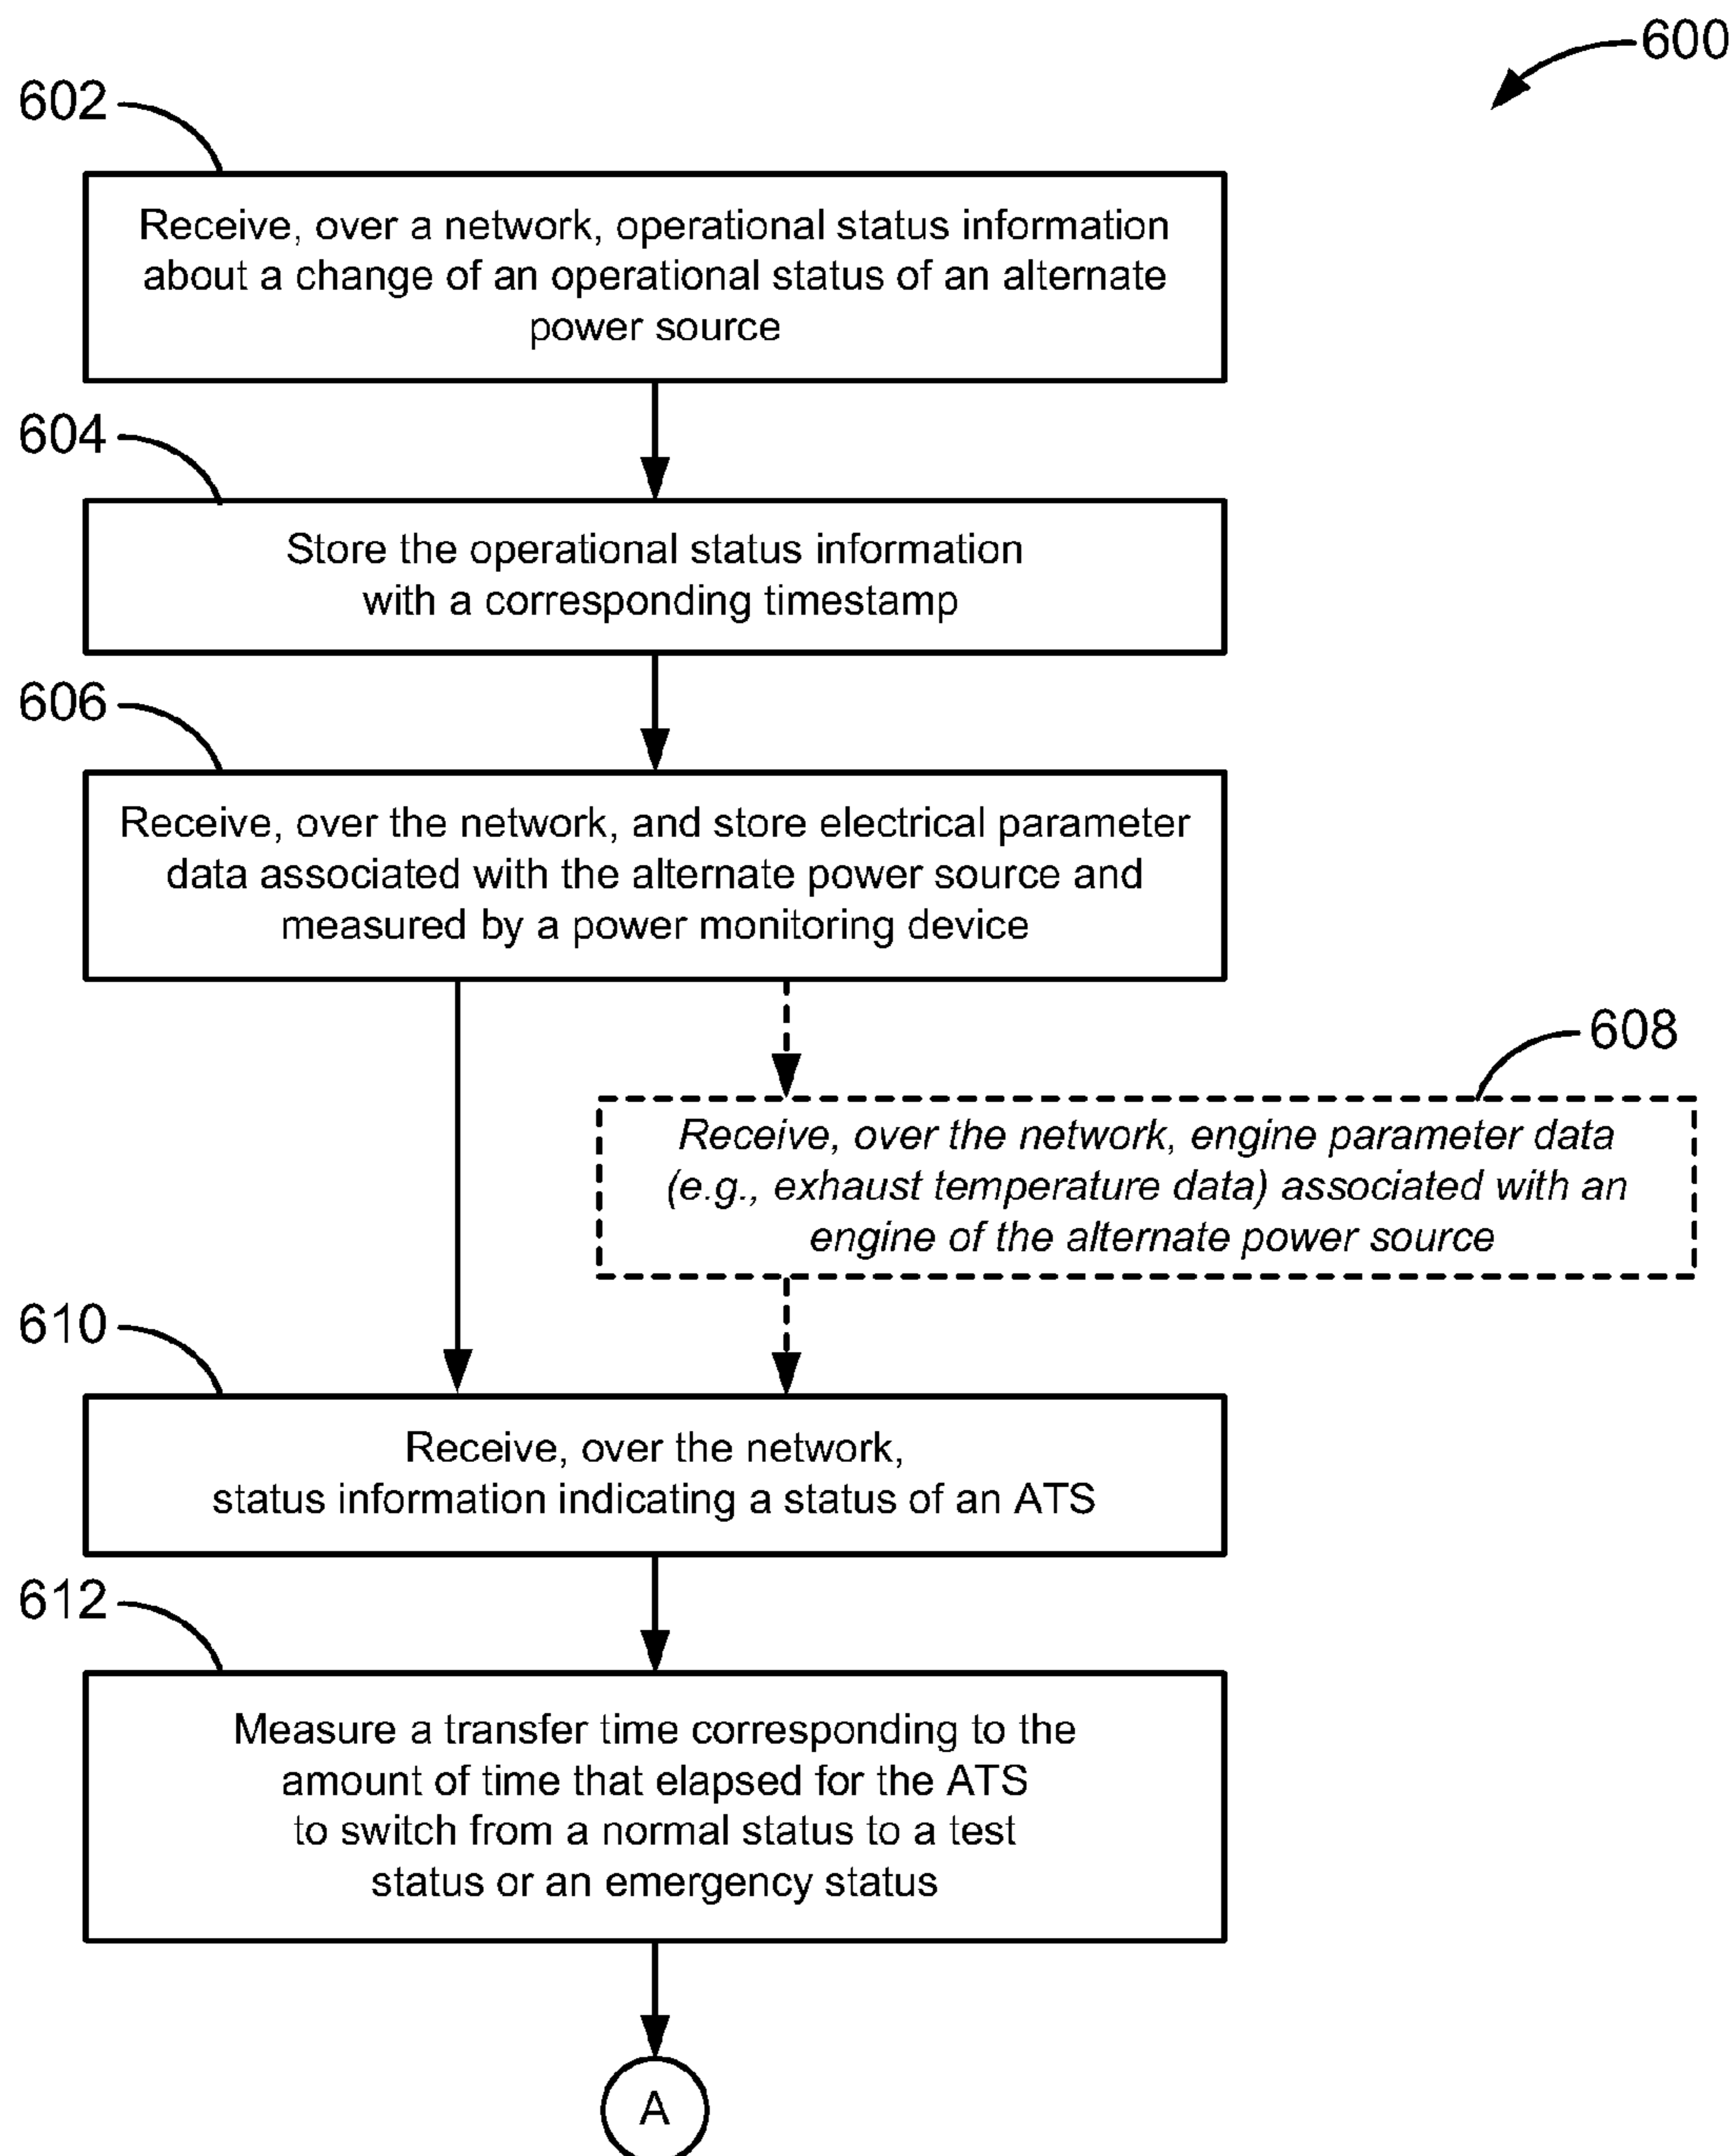 600
602
Receive, over a network, operational status information
about a change of an operational status of an alternate
power source
604
Store the operational status information
with a corresponding timestamp
606
Receive, over the network, and store electrical parameter
data associated with the alternate power source and
measured by a power monitoring device
608
Receive, over the network, engine parameter data
(e.g., exhaust temperature data) associated with an
engine of the alternate power source
610
Receive, over the network,
status information indicating a status of an ATS
612
Measure a transfer time corresponding to the
amount of time that elapsed for the ATS
to switch from a normal status to a test
status or an emergency status
A